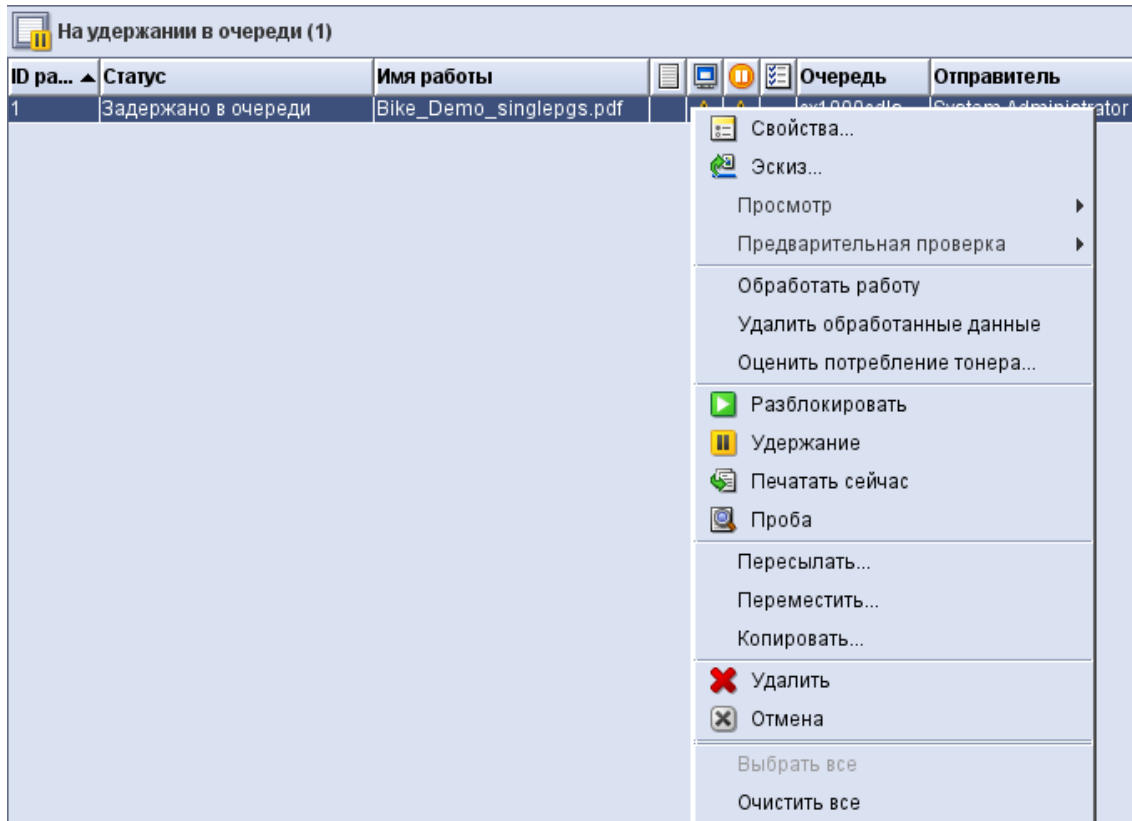 На удержании в очереди (1)
ID ра... Статус Имя работы Очередь Отправитель
1 Задержано в очереди Bike_Demo_singlepgs.pdf System Administrator
Свойства...
Эскиз...
Просмотр
Предварительная проверка
Обработать работу
Удалить обработанные данные
Оценить потребление тонера...
Разблокировать
Удержание
Печатать сейчас
Проба
Пересылать...
Переместить...
Копировать...
Удалить
Отмена
Выбрать все
Очистить все